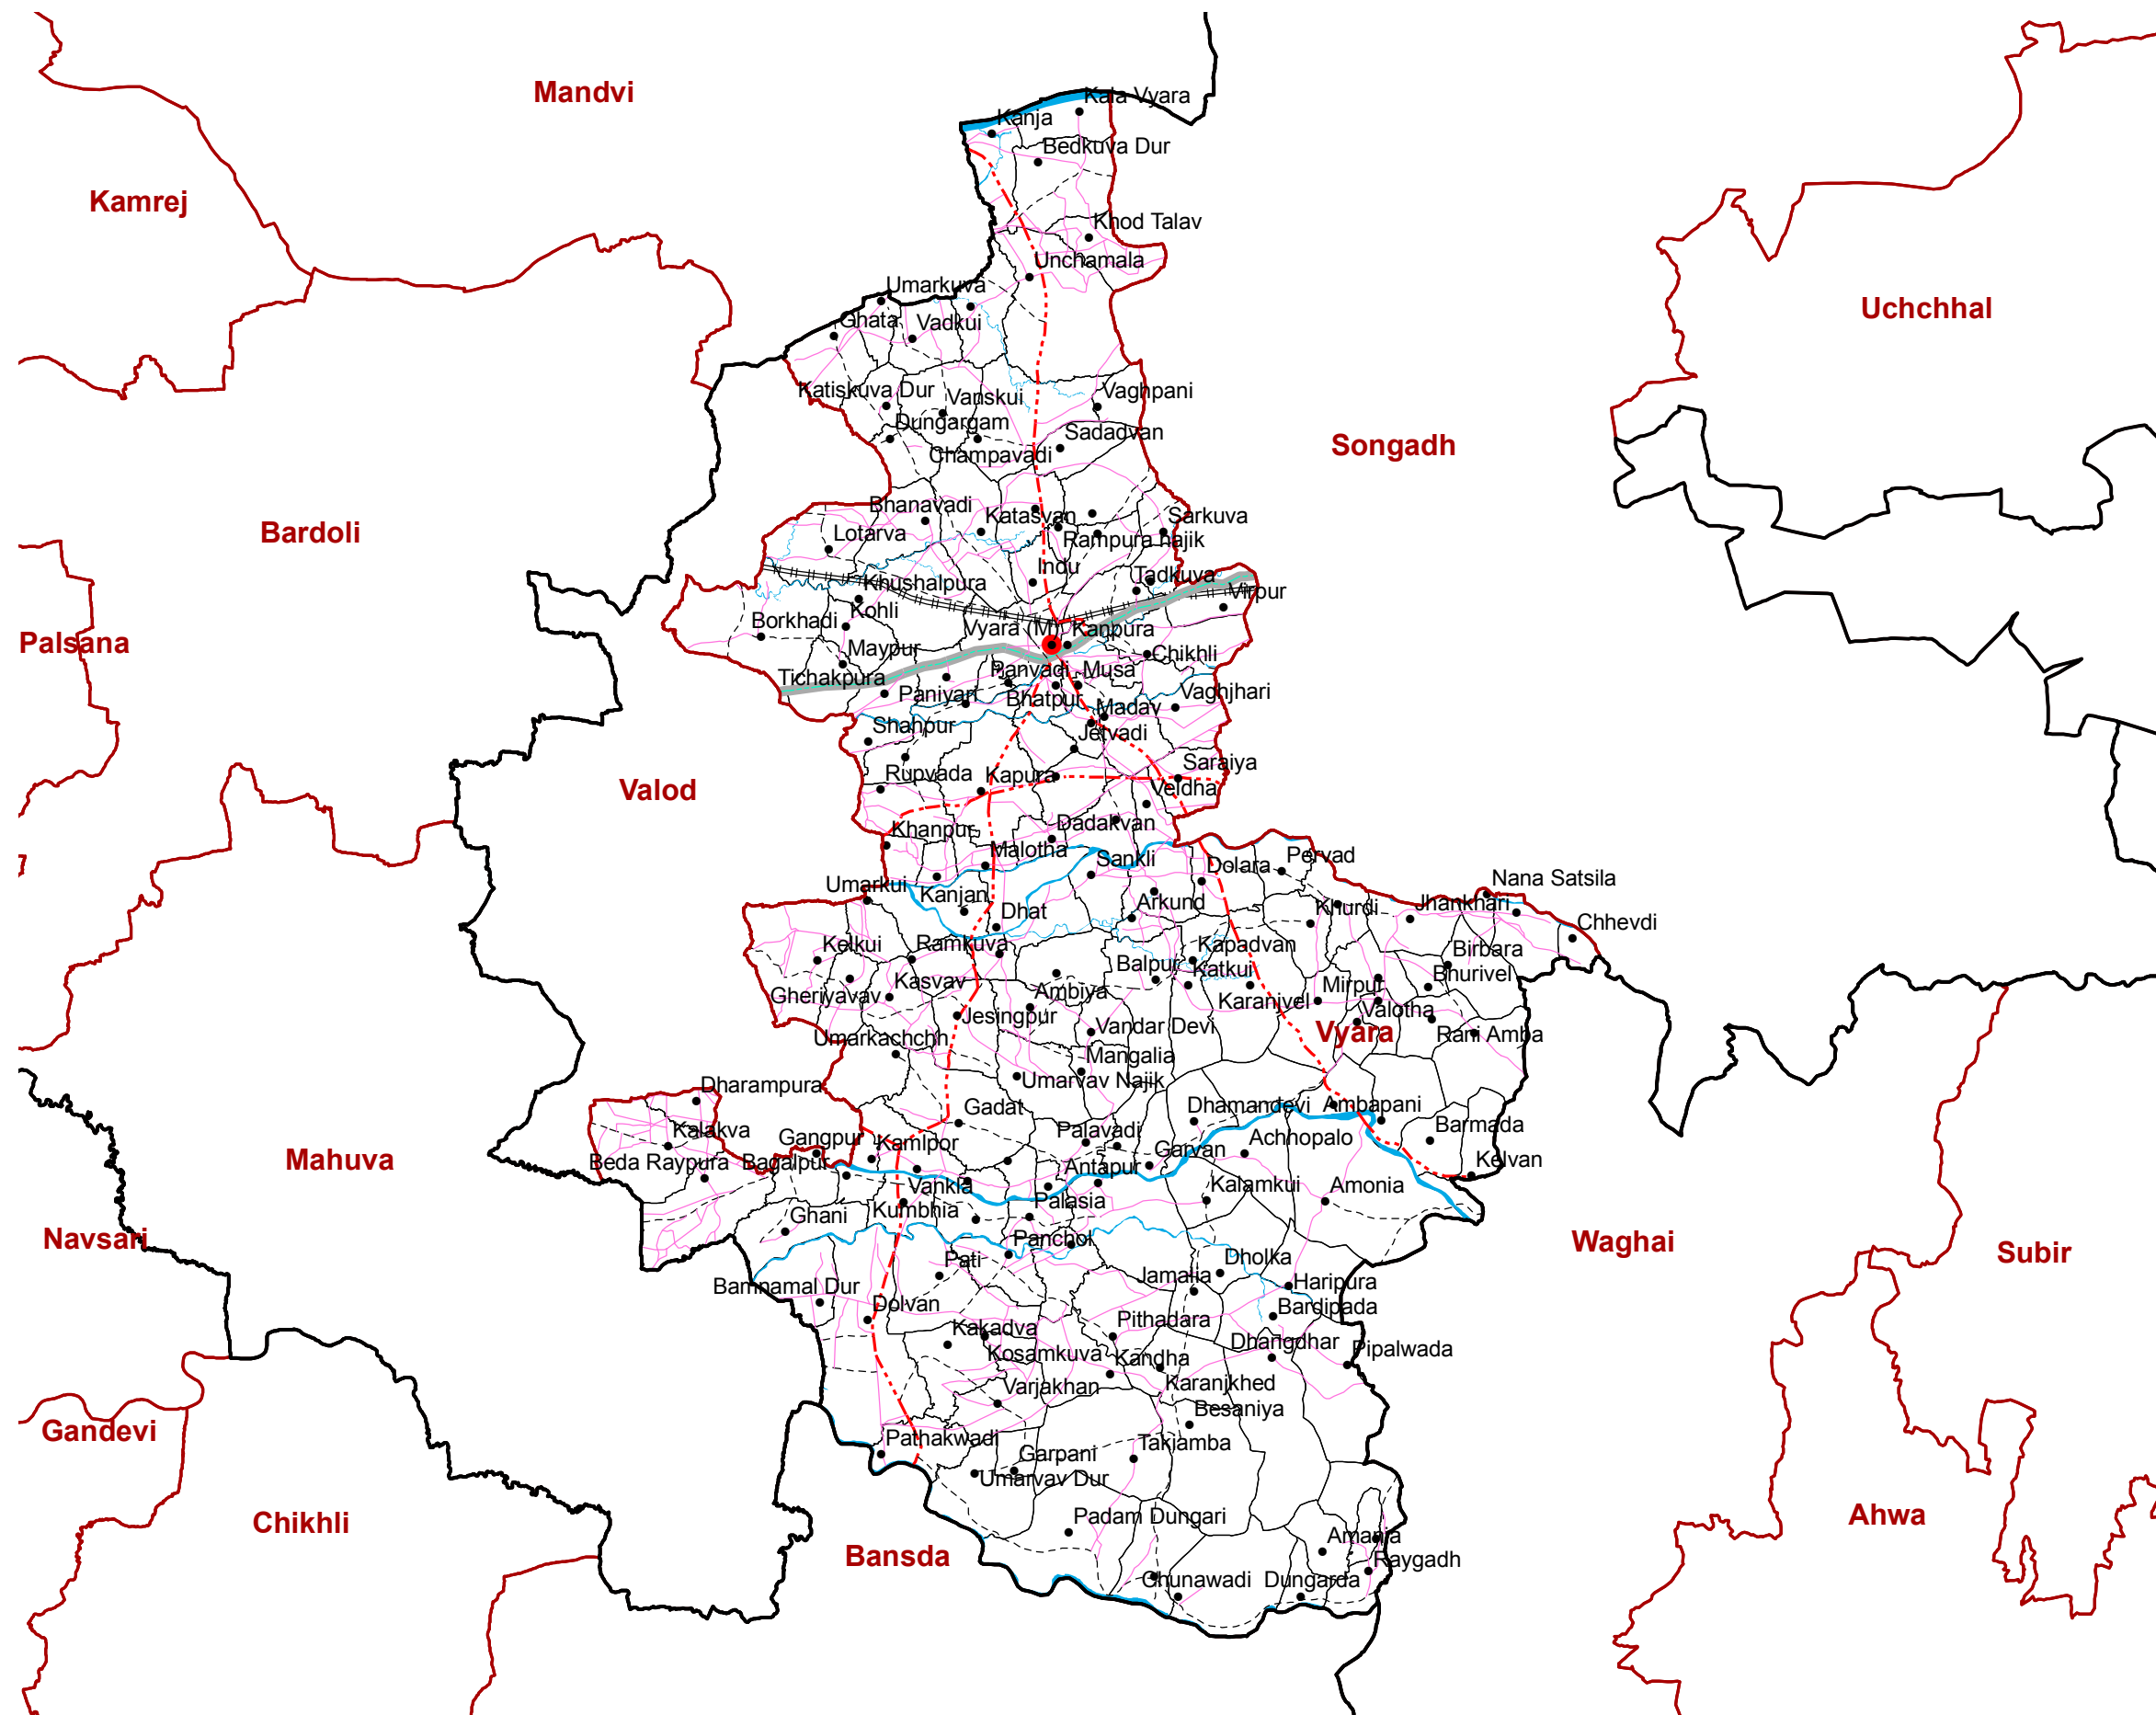 Mandvi
Kala Vyara
Kanja
Bedkuva Dur
Kamrej
Khod Talav
Unchamala
Umarkuva
Uchchhal
Ghata
Vadkui
Katiskuva Dur
Vanskui
Vaghpani
Dungargam
Sadadvan
Songadh
Champavadi
Bhanavadi
Katasvan
Sarkuva
Bardoli
Lotarva
Rampura najik
Indu
Tadkuva
Khushalpura
Virpur
Kohli
Borkhadi
Vyara (M)
Kanpura
Palsana
Maypur
Chikhli
Tichakpura
Panvadi
Musa
Paniyari
Bhatpur
Vaghjhari
Madav
Shahpur
Jetvadi
Saraiya
Rupvada
Kapura
Valod
Veldha
Khanpur
Dadakvan
Malotha
Sankli
Pervad
Dolara
Umarkui
Nana Satsila
Kanjan
Arkund
Khurdi
Jhankhari
Dhat
Chhevdi
Kelkui
Ramkuva
Kapadvan
Birbara
Balpur
Katkui
Bhurivel
Kasvav
Gheriyavav
Ambiya
Karanjvel
Mirpur
Valotha
Jesingpur
Vandar Devi
Vyara
Rani Amba
Umarkachchh
Mangalia
Umarvav Najik
Dharampura
Gadat
Dhamandevi
Ambapani
Kalakva
Palavadi
Achhopalo
Barmada
Gangpur
Kamlpor
Garvan
Mahuva
Beda Raypura
Bagalpur
Antapur
Kelvan
Vankla
Kalamkui
Amonia
Kumbhia
Palasia
Ghani
Navsari
Panchol
Waghai
Subir
Pati
Dholka
Jamalia
Haripura
Bamnamal Dur
Dolvan
Bardipada
Pithadara
Kakadva
Dhangdhar
Pipalwada
Kosamkuva
Kandha
Varjakhan
Karanjkhed
Besaniya
Gandevi
Pathakwadi
Takiamba
Garpani
Umarvav Dur
Chikhli
Padam Dungari
Ahwa
Amania
Bansda
Raygadh
Chunawadi
Dungarda